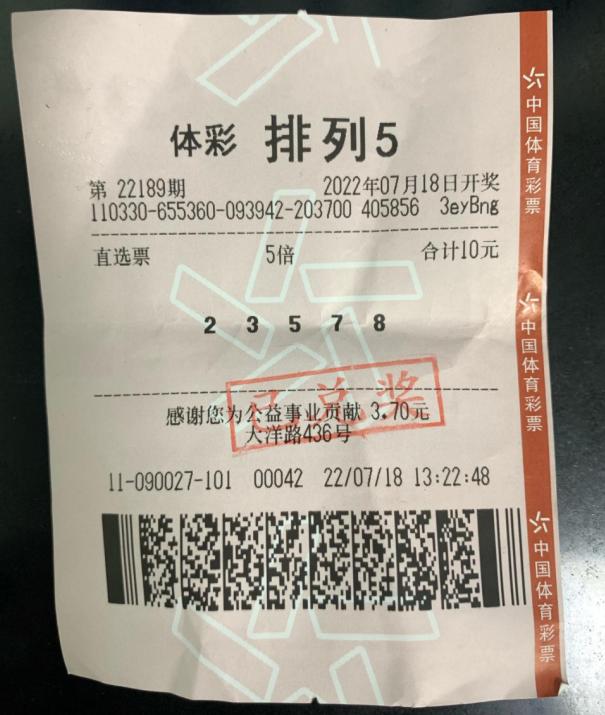 体彩 排列5
第 22189期 2022年07月18日开奖
110330-655360-093942-203700 405856 3eyBng
直选票 5倍 合计10元
2 3 5 7 8
已兑奖
感谢您为公益事业贡献 3.70元
大洋路436号
11-090027-101 00042 22/07/18 13:22:48
中国体育彩票
中国体育彩票
中国体育彩票